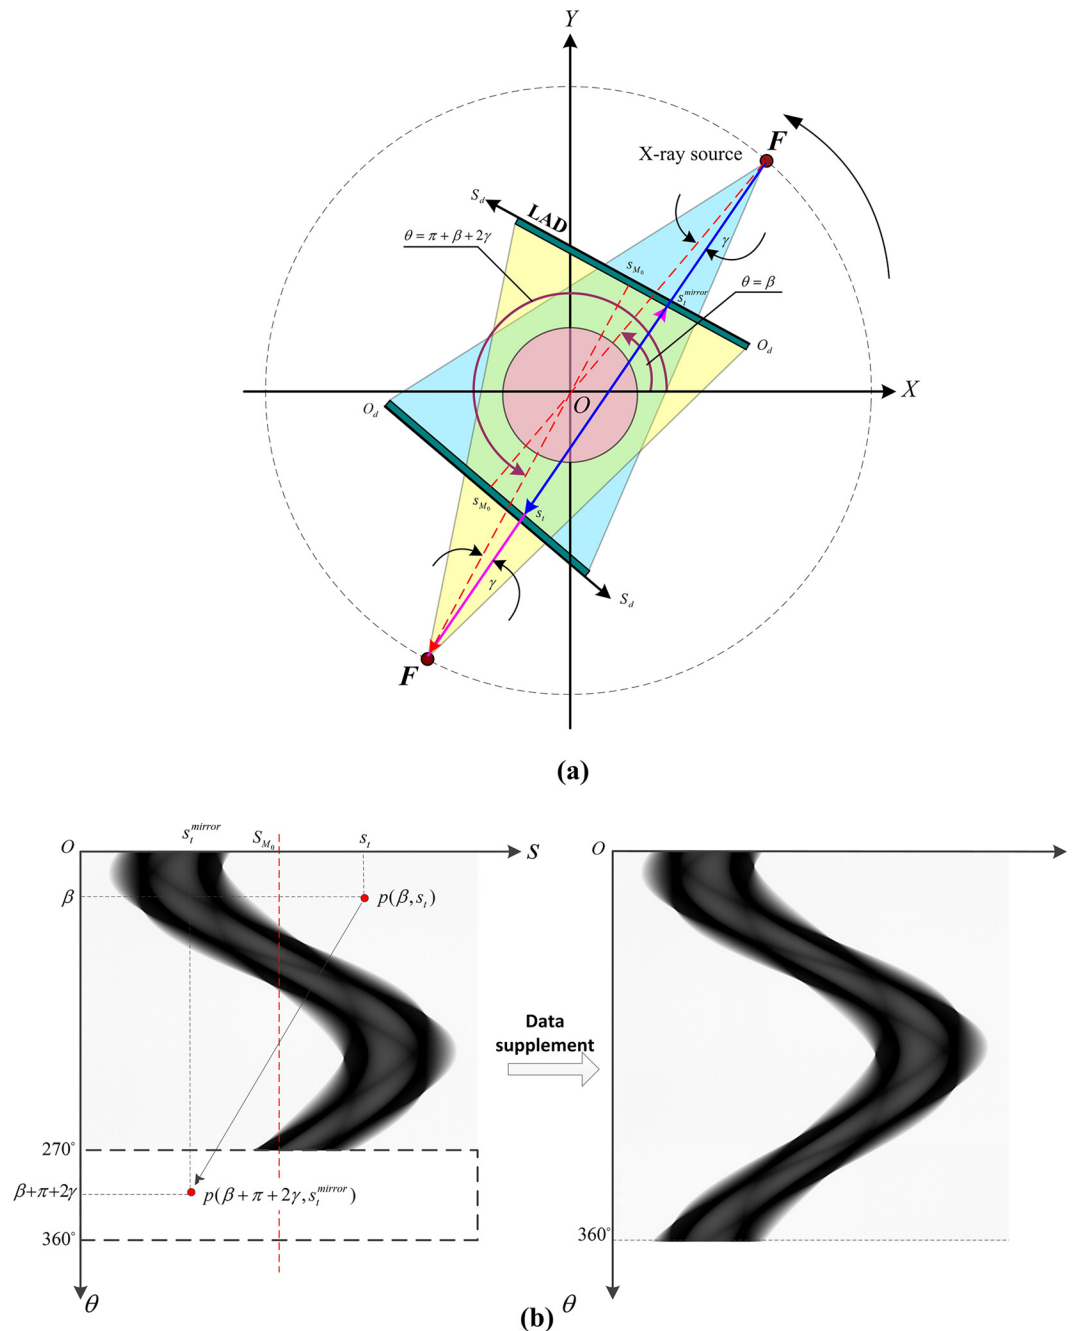 Y
F
X-ray source
S_d
LAD
θ = π + β + 2γ
γ
s_{M_0}
θ = β
s_t^{mirror}
O_d
X
O
O_d
s_{M_0}
s_t
γ
S_d
F
(a)
s_t^{mirror}
S_{M_0}
s_t
O
S
O
β
p(β, s_t)
Data
supplement
270°
β+π+2γ
p(β + π + 2γ, s_t^{mirror})
360°
360°
θ
(b)
θ